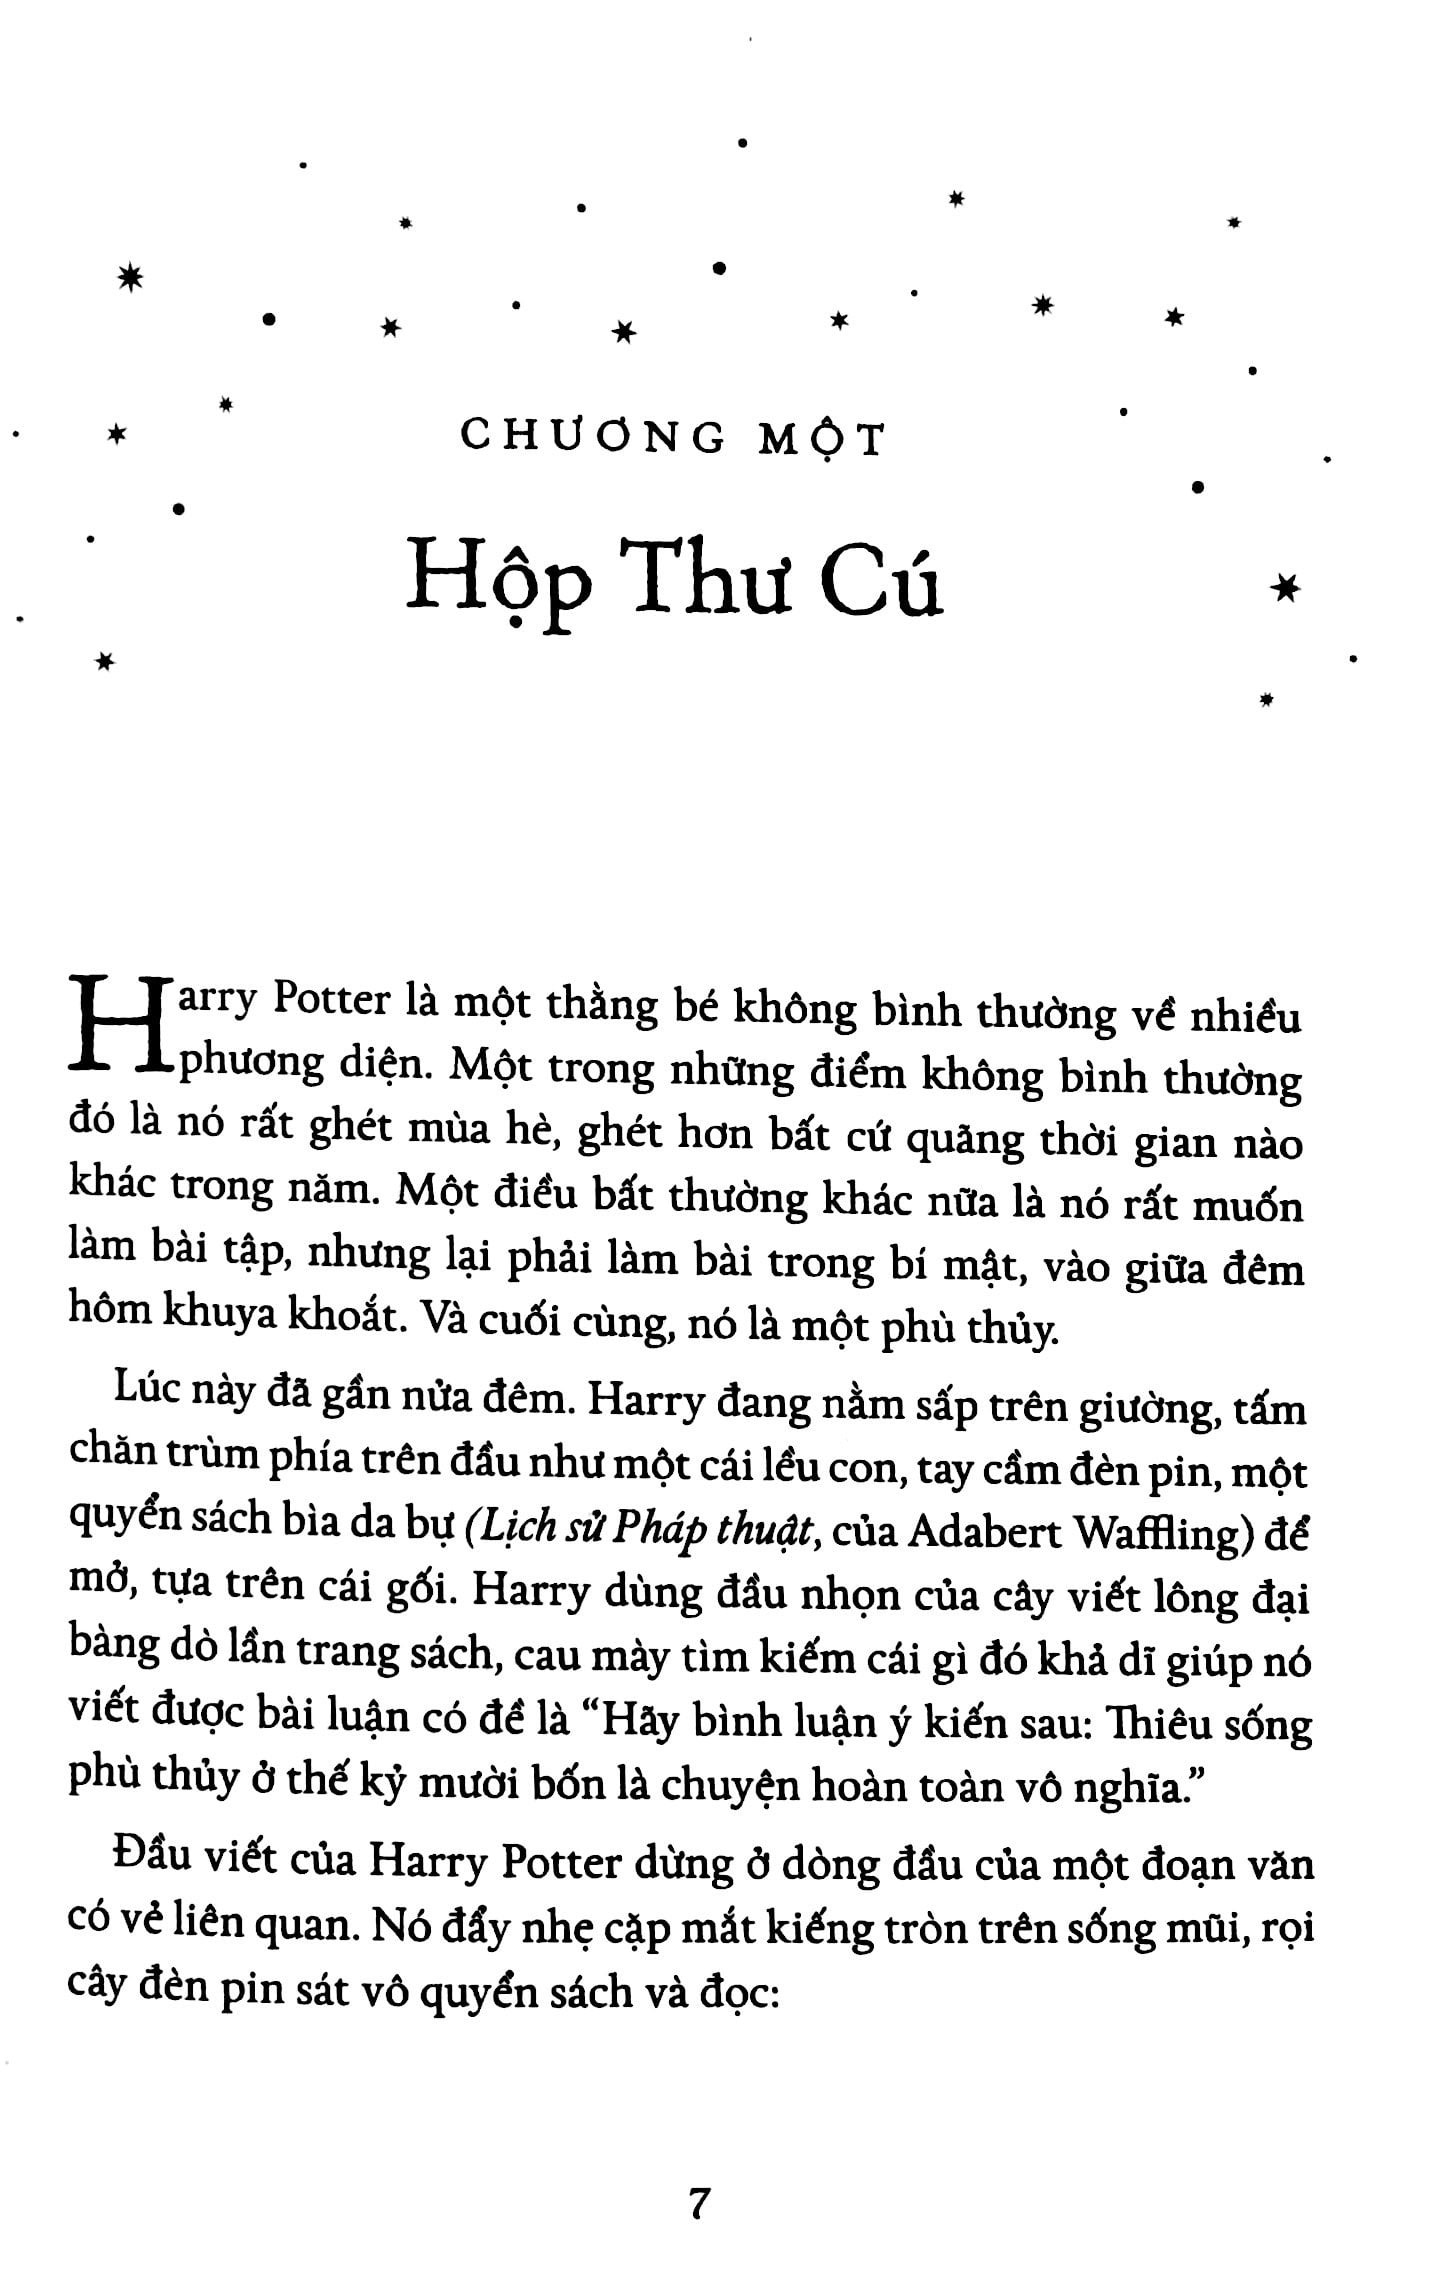 CHƯƠNG MỘT
Hộp Thư Cú
Harry Potter là một thằng bé không bình thường về nhiều
phương diện. Một trong những điểm không bình thường
đó là nó rất ghét mùa hè, ghét hơn bất cứ quãng thời gian nào
khác trong năm. Một điều bất thường khác nữa là nó rất muốn
làm bài tập, nhưng lại phải làm bài trong bí mật, vào giữa đêm
hôm khuya khoắt. Và cuối cùng, nó là một phù thủy.
Lúc này đã gần nửa đêm. Harry đang nằm sấp trên giường, tấm
chăn trùm phía trên đầu như một cái lều con, tay cầm đèn pin, một
quyển sách bìa da bự (Lịch sử Pháp thuật, của Adabert Waffling) để
mở, tựa trên cái gối. Harry dùng đầu nhọn của cây viết lông đại
bàng dò lần trang sách, cau mày tìm kiếm cái gì đó khả dĩ giúp nó
viết được bài luận có đề là “Hãy bình luận ý kiến sau: Thiêu sống
phù thủy ở thế kỷ mười bốn là chuyện hoàn toàn vô nghĩa.”
Đầu viết của Harry Potter dừng ở dòng đầu của một đoạn văn
có vẻ liên quan. Nó đẩy nhẹ cặp mắt kiếng tròn trên sống mũi, rọi
cây đèn pin sát vô quyển sách và đọc:
7